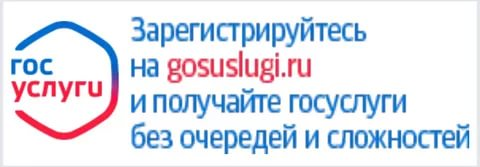 гос
услуги
Зарегистрируйтесь
на gosuslugi.ru
и получайте госуслуги
без очередей и сложностей